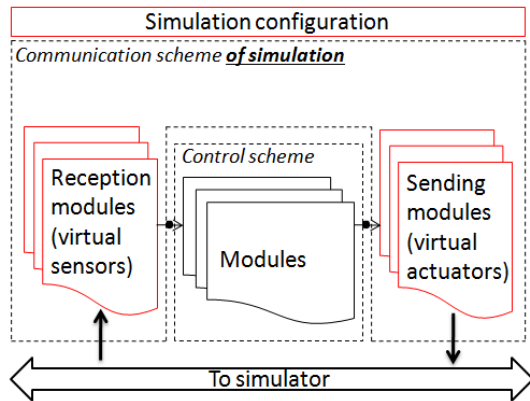 Simulation configuration
Communication scheme of simulation
Control scheme
Reception
modules
(virtual
sensors)
Modules
Sending
modules
(virtual
actuators)
To simulator